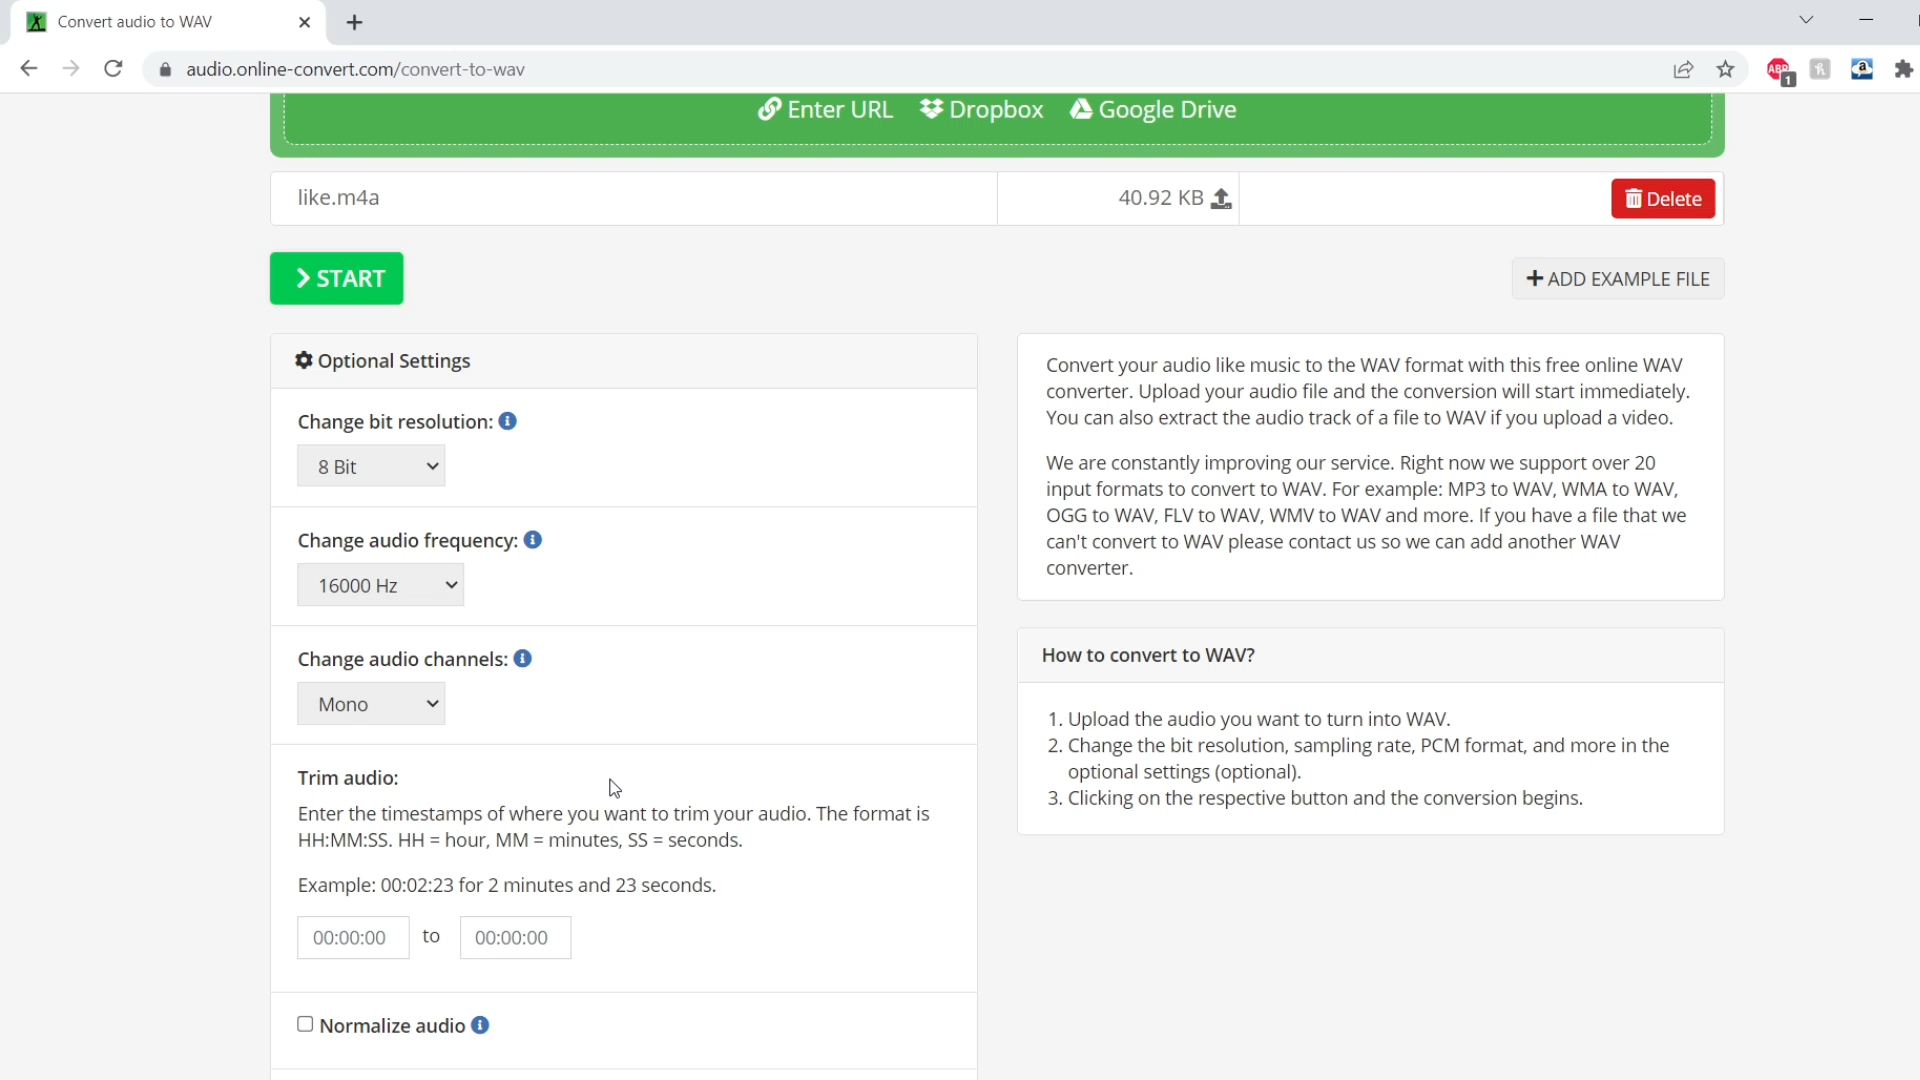 Convert audio to WAV
audio.online-convert.com/convert-to-wav
ABP
1
Enter URL Dropbox Google Drive
like.m4a 40.92 KB Delete
START
ADD EXAMPLE FILE
Optional Settings
Change bit resolution:
8 Bit
Change audio frequency:
16000 Hz
Change audio channels:
Mono
Trim audio:
Enter the timestamps of where you want to trim your audio. The format is
HH:MM:SS. HH = hour, MM = minutes, SS = seconds.
Example: 00:02:23 for 2 minutes and 23 seconds.
00:00:00 to 00:00:00
Normalize audio
Convert your audio like music to the WAV format with this free online WAV
converter. Upload your audio file and the conversion will start immediately.
You can also extract the audio track of a file to WAV if you upload a video.
We are constantly improving our service. Right now we support over 20
input formats to convert to WAV. For example: MP3 to WAV, WMA to WAV,
OGG to WAV, FLV to WAV, WMV to WAV and more. If you have a file that we
can't convert to WAV please contact us so we can add another WAV
converter.
How to convert to WAV?
1. Upload the audio you want to turn into WAV.
2. Change the bit resolution, sampling rate, PCM format, and more in the
optional settings (optional).
3. Clicking on the respective button and the conversion begins.